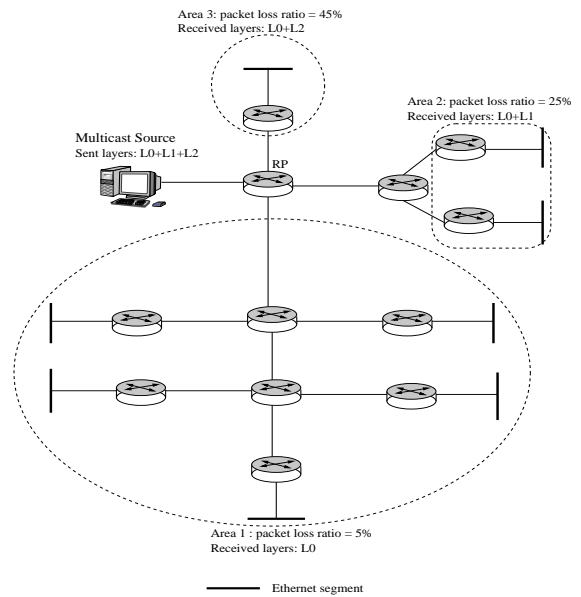 Area 3: packet loss ratio = 45%
Received layers: L0+L2
Area 2: packet loss ratio = 25%
Received layers: L0+L1
Multicast Source
Sent layers: L0+L1+L2
RP
Area 1 : packet loss ratio = 5%
Received layers: L0
Ethernet segment